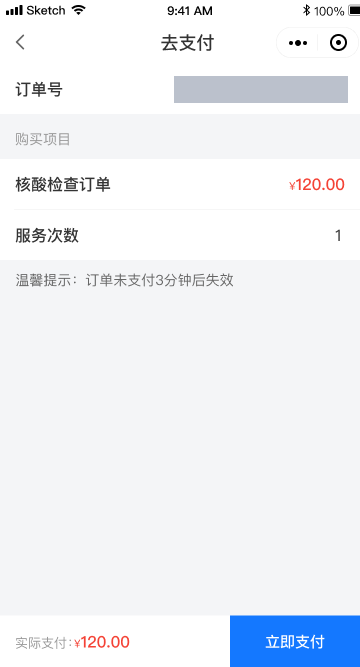 Sketch 9:41 AM 100%
去支付
订单号
购买项目
核酸检查订单 ¥120.00
服务次数 1
温馨提示：订单未支付3分钟后失效
实际支付:¥120.00 立即支付